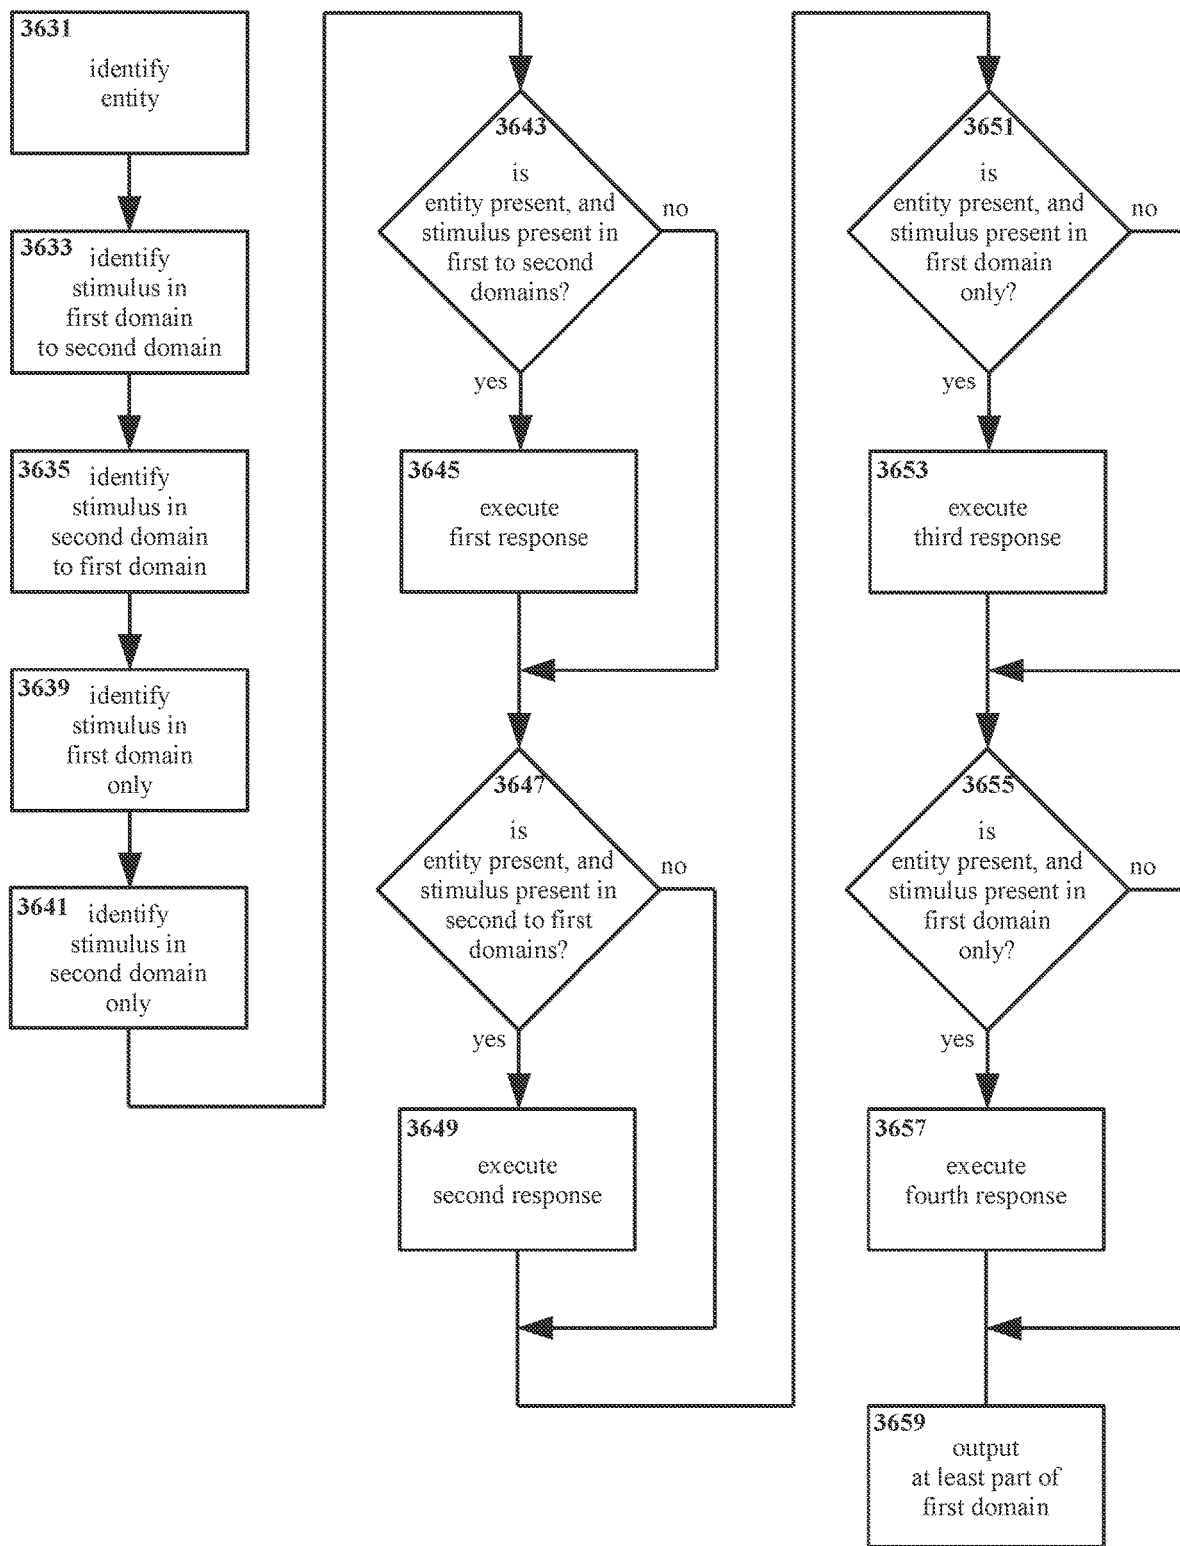 3631
identify
entity
3633 identify
stimulus in
first domain
to second domain
3635 identify
stimulus in
second domain
to first domain
3639 identify
stimulus in
first domain
only
3641 identify
stimulus in
second domain
only
3643
is
entity present, and
stimulus present in
first to second
domains?
no
yes
3645
execute
first response
3647
is
entity present, and
stimulus present in
second to first
domains?
no
yes
3649
execute
second response
3651
is
entity present, and
stimulus present in
first domain
only?
no
yes
3653
execute
third response
3655
is
entity present, and
stimulus present in
first domain
only?
no
yes
3657
execute
fourth response
3659
output
at least part of
first domain